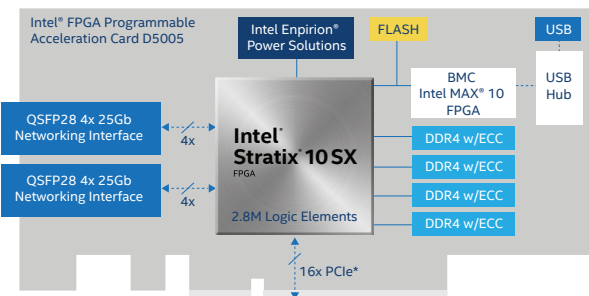 Intel® FPGA Programmable
Acceleration Card D5005
Intel Enpirion®
Power Solutions
FLASH
USB
BMC
Intel MAX® 10
FPGA
USB
Hub
QSFP28 4x 25Gb
Networking Interface
4x
QSFP28 4x 25Gb
Networking Interface
4x
Intel®
Stratix® 10 SX
FPGA
2.8M Logic Elements
DDR4 w/ECC
DDR4 w/ECC
DDR4 w/ECC
DDR4 w/ECC
16x PCIe*